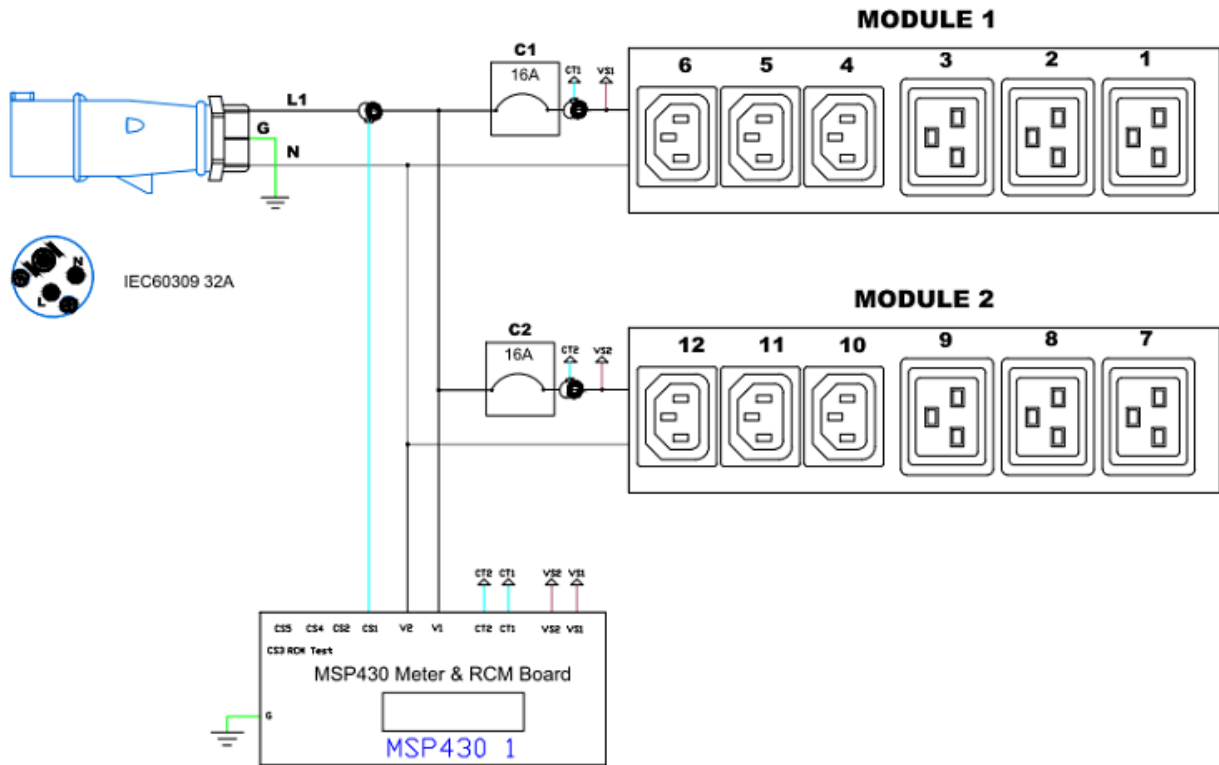 MODULE 1
C1
16A
CT1
VS1
6 5 4 3 2 1
L1
G
N
IEC60309 32A
N
L
MODULE 2
C2
16A
CT2
VS2
12 11 10 9 8 7
CT2 CT1 VS2 VS1
CS5 CS4 CS2 CS1 V2 V1 CT2 CT1 VS2 VS1
CS3 RCM Test
MSP430 Meter & RCM Board
G
MSP430 1